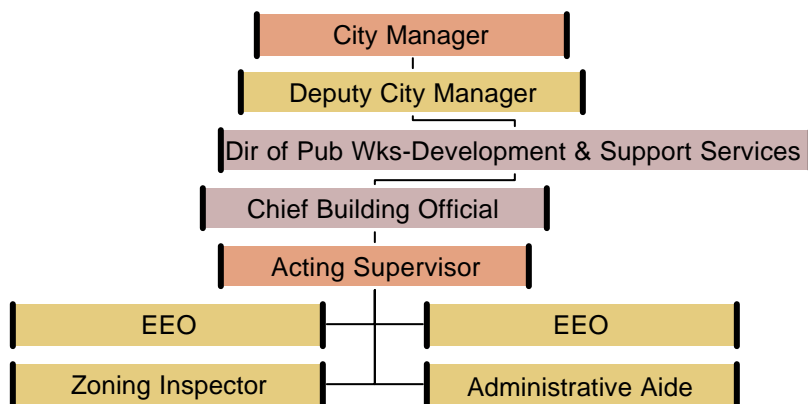 City Manager
Deputy City Manager
Dir of Pub Wks-Development & Support Services
Chief Building Official
Acting Supervisor
EEO
EEO
Zoning Inspector
Administrative Aide